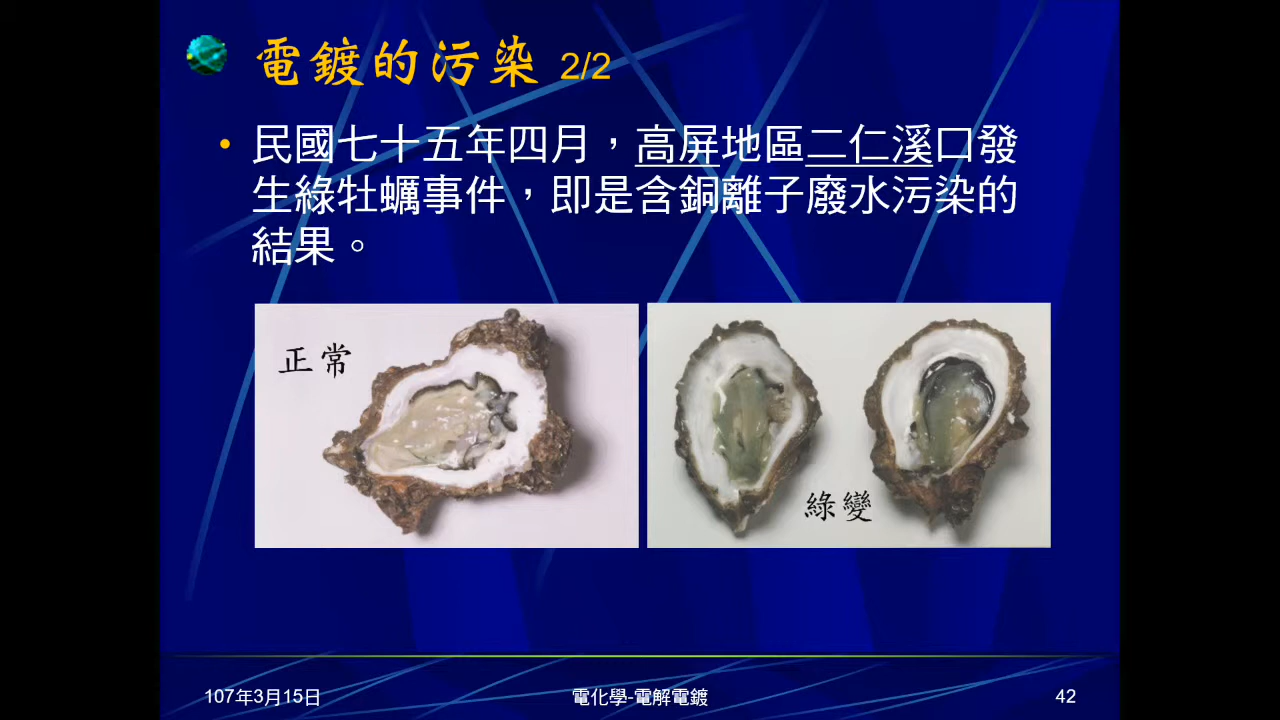 電鍍的污染 2/2
• 民國七十五年四月，高屏地區二仁溪口發
生綠牡蠣事件，即是含銅離子廢水污染的
結果。
正常
綠變
107年3月15日
電化學-電解電鍍
42